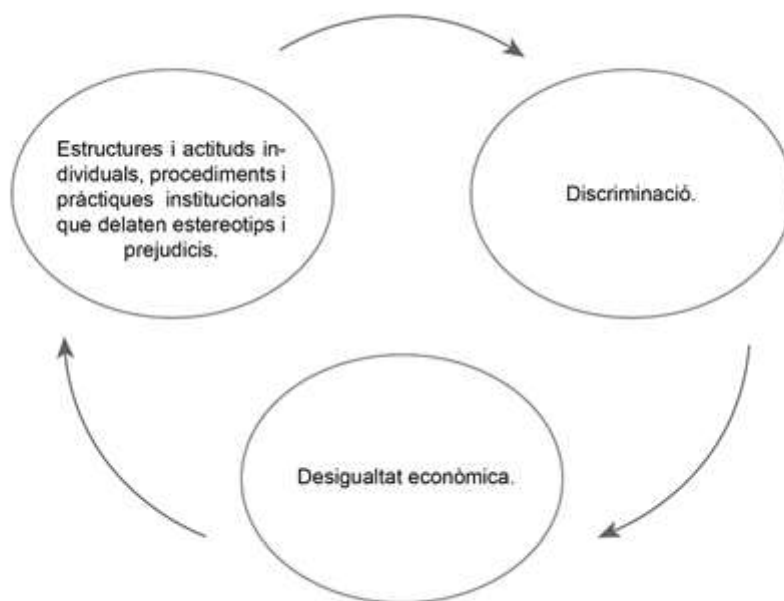 Estructures i actituds in-
dividuals, procediments i
pràctiques institucionals
que delaten estereotips i
prejudicis.
Discriminació.
Desigualtat econòmica.